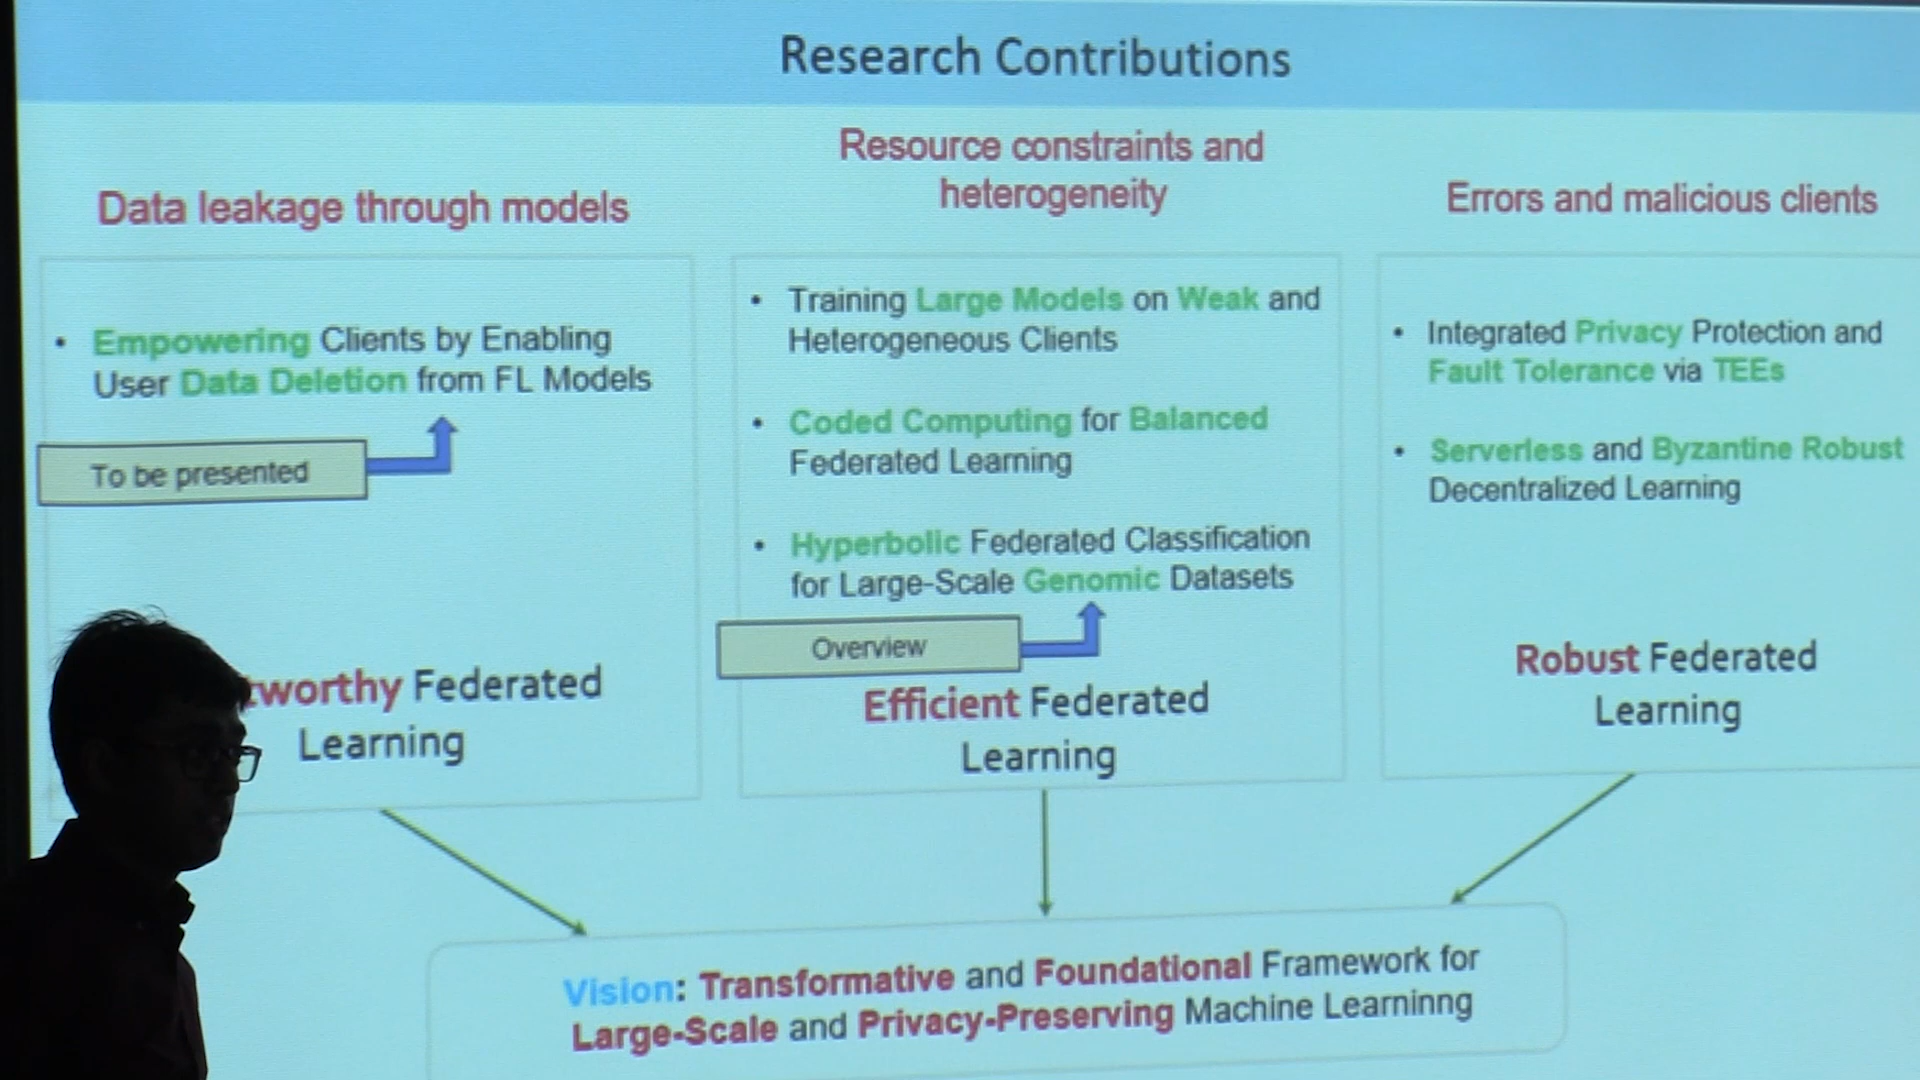 Research Contributions
Data leakage through models
• Empowering Clients by Enabling
User Data Deletion from FL Models
To be presented
tworthy Federated
Learning
Resource constraints and
heterogeneity
• Training Large Models on Weak and
Heterogeneous Clients
• Coded Computing for Balanced
Federated Learning
• Hyperbolic Federated Classification
for Large-Scale Genomic Datasets
Overview
Efficient Federated
Learning
Errors and malicious clients
• Integrated Privacy Protection and
Fault Tolerance via TEEs
• Serverless and Byzantine Robust
Decentralized Learning
Robust Federated
Learning
Vision: Transformative and Foundational Framework for
Large-Scale and Privacy-Preserving Machine Learninng